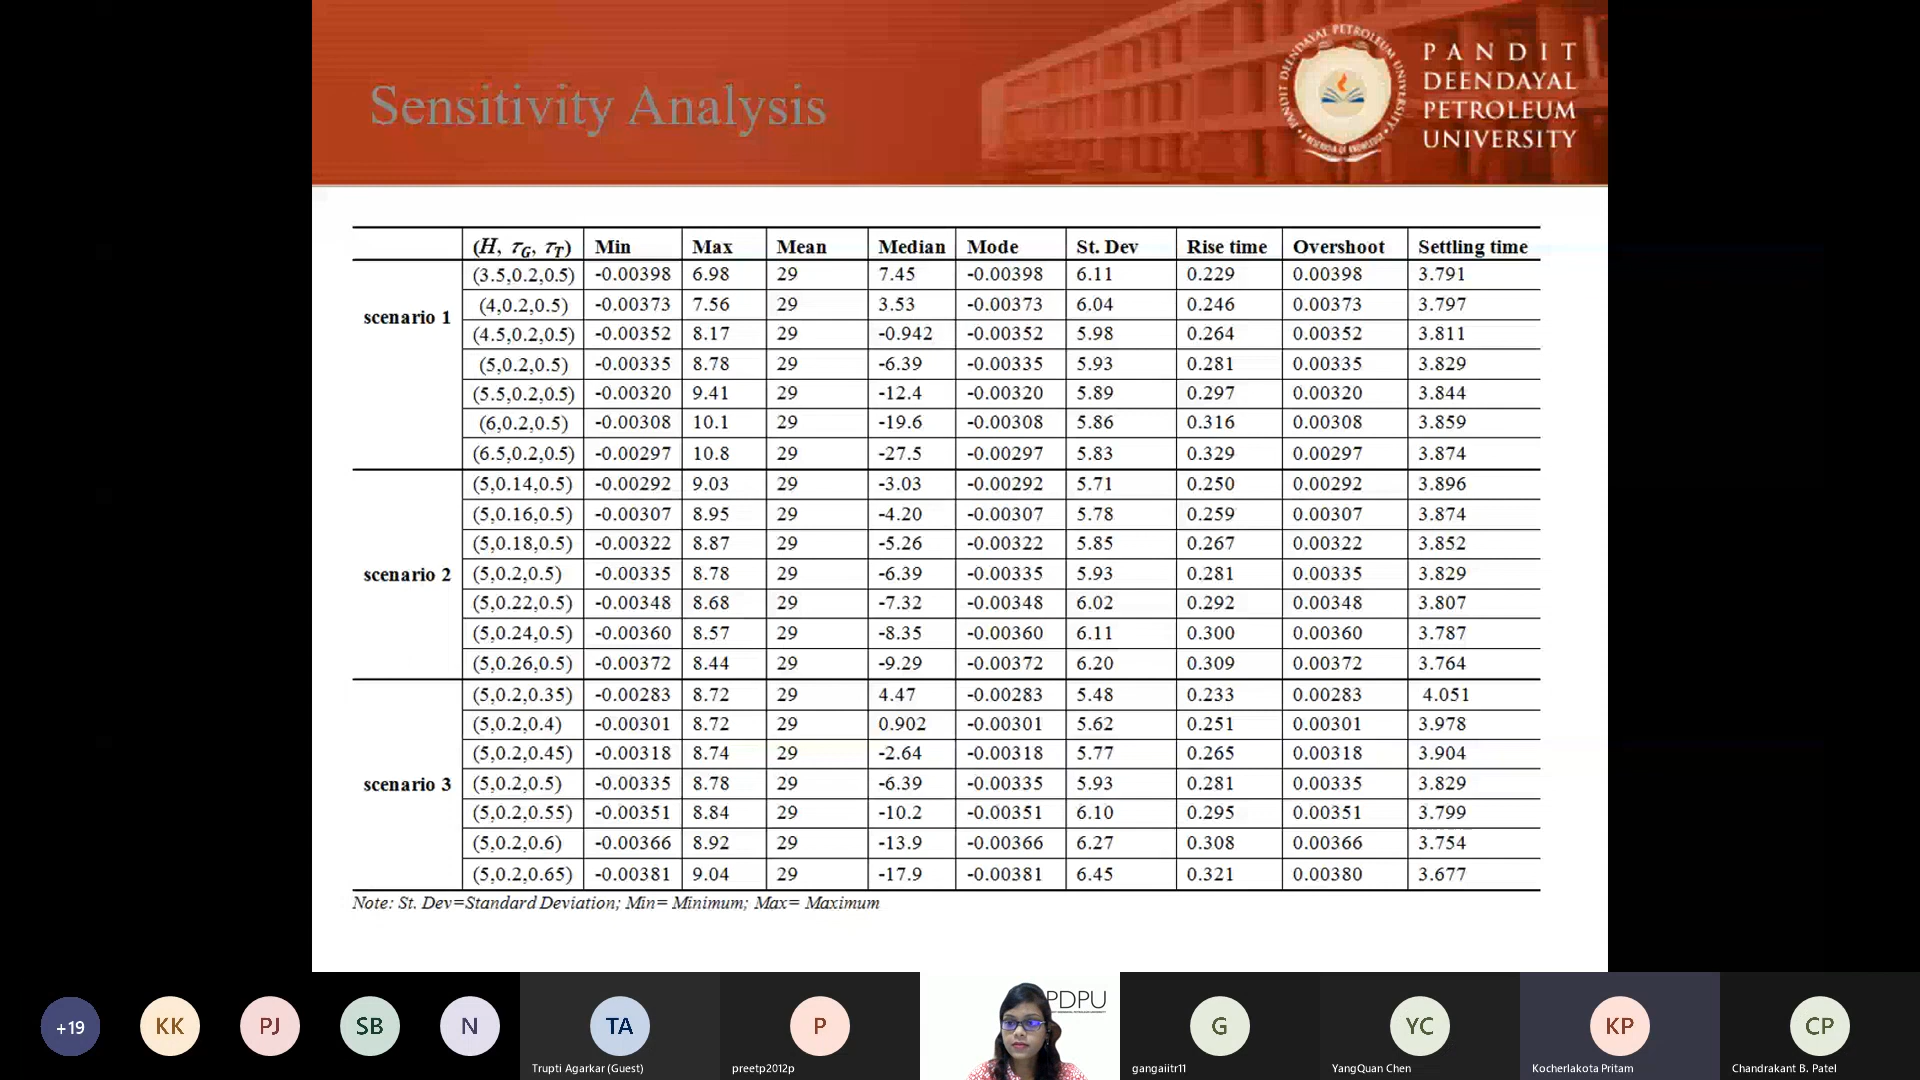 Sensitivity Analysis
PANDIT
DEENDAYAL
PETROLEUM
UNIVERSITY
PANDIT DEENDAYAL PETROLEUM UNIVERSITY
(H, τG, τT) Min Max Mean Median Mode St. Dev Rise time Overshoot Settling time
scenario 1
(3.5,0.2,0.5) -0.00398 6.98 29 7.45 -0.00398 6.11 0.229 0.00398 3.791
(4,0.2,0.5) -0.00373 7.56 29 3.53 -0.00373 6.04 0.246 0.00373 3.797
(4.5,0.2,0.5) -0.00352 8.17 29 -0.942 -0.00352 5.98 0.264 0.00352 3.811
(5,0.2,0.5) -0.00335 8.78 29 -6.39 -0.00335 5.93 0.281 0.00335 3.829
(5.5,0.2,0.5) -0.00320 9.41 29 -12.4 -0.00320 5.89 0.297 0.00320 3.844
(6,0.2,0.5) -0.00308 10.1 29 -19.6 -0.00308 5.86 0.316 0.00308 3.859
(6.5,0.2,0.5) -0.00297 10.8 29 -27.5 -0.00297 5.83 0.329 0.00297 3.874
scenario 2
(5,0.14,0.5) -0.00292 9.03 29 -3.03 -0.00292 5.71 0.250 0.00292 3.896
(5,0.16,0.5) -0.00307 8.95 29 -4.20 -0.00307 5.78 0.259 0.00307 3.874
(5,0.18,0.5) -0.00322 8.87 29 -5.26 -0.00322 5.85 0.267 0.00322 3.852
(5,0.2,0.5) -0.00335 8.78 29 -6.39 -0.00335 5.93 0.281 0.00335 3.829
(5,0.22,0.5) -0.00348 8.68 29 -7.32 -0.00348 6.02 0.292 0.00348 3.807
(5,0.24,0.5) -0.00360 8.57 29 -8.35 -0.00360 6.11 0.300 0.00360 3.787
(5,0.26,0.5) -0.00372 8.44 29 -9.29 -0.00372 6.20 0.309 0.00372 3.764
scenario 3
(5,0.2,0.35) -0.00283 8.72 29 4.47 -0.00283 5.48 0.233 0.00283 4.051
(5,0.2,0.4) -0.00301 8.72 29 0.902 -0.00301 5.62 0.251 0.00301 3.978
(5,0.2,0.45) -0.00318 8.74 29 -2.64 -0.00318 5.77 0.265 0.00318 3.904
(5,0.2,0.5) -0.00335 8.78 29 -6.39 -0.00335 5.93 0.281 0.00335 3.829
(5,0.2,0.55) -0.00351 8.84 29 -10.2 -0.00351 6.10 0.295 0.00351 3.799
(5,0.2,0.6) -0.00366 8.92 29 -13.9 -0.00366 6.27 0.308 0.00366 3.754
(5,0.2,0.65) -0.00381 9.04 29 -17.9 -0.00381 6.45 0.321 0.00380 3.677
Note: St. Dev=Standard Deviation; Min= Minimum; Max= Maximum
+19 KK PJ SB N TA P PDPU G YC KP CP
Trupti Agarkar (Guest) preetp2012p gangaiitr11 YangQuan Chen Kocherlakota Pritam Chandrakant B. Patel